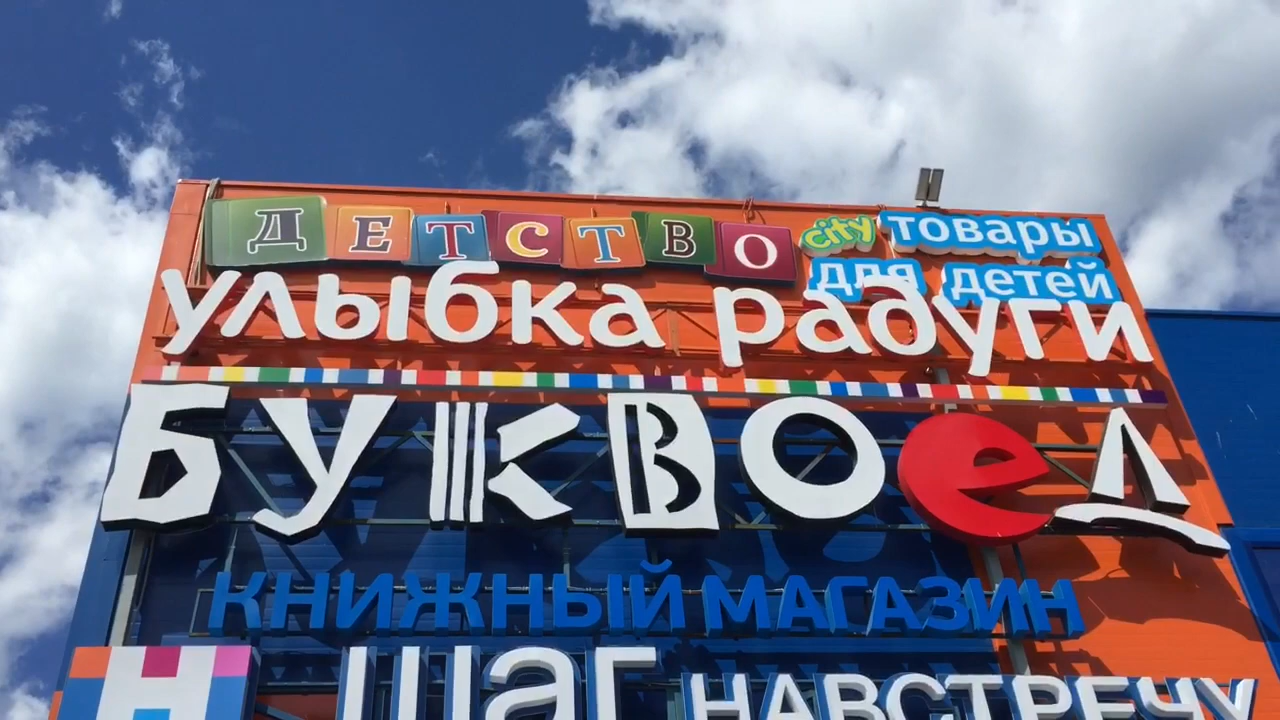 ДЕТСТВО city товары
для детей
улыбка радуги
БУКВОЕД
КНИЖНЫЙ МАГАЗИН
Н шаг НАВСТРЕЧУ